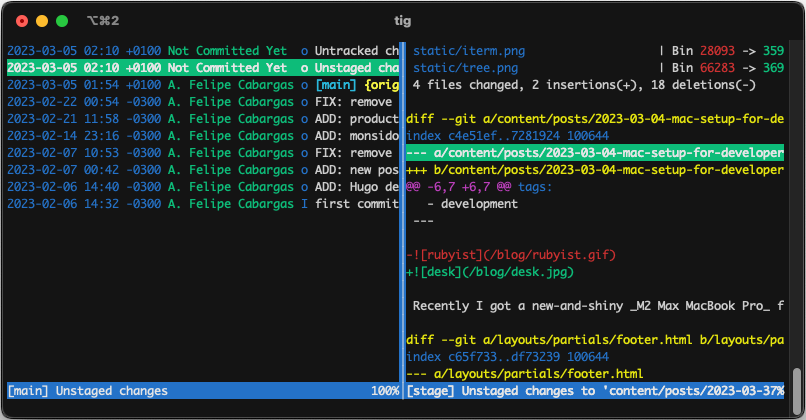 ⌥⌘2 tig
2023-03-05 02:10 +0100 Not Committed Yet o Untracked ch
2023-03-05 02:10 +0100 Not Committed Yet o Unstaged cha
2023-03-05 01:54 +0100 A. Felipe Cabargas o [main] {orig
2023-02-22 00:54 -0300 A. Felipe Cabargas o FIX: remove
2023-02-21 11:58 -0300 A. Felipe Cabargas o ADD: product
2023-02-14 23:16 -0300 A. Felipe Cabargas o ADD: monsido
2023-02-07 10:53 -0300 A. Felipe Cabargas o FIX: remove
2023-02-07 00:42 -0300 A. Felipe Cabargas o ADD: new pos
2023-02-06 14:40 -0300 A. Felipe Cabargas o ADD: Hugo de
2023-02-06 14:32 -0300 A. Felipe Cabargas I first commit
[main] Unstaged changes 100%
static/iterm.png | Bin 28093 -> 359
static/tree.png | Bin 66283 -> 369
4 files changed, 2 insertions(+), 18 deletions(-)
diff --git a/content/posts/2023-03-04-mac-setup-for-de
index c4e51ef..7281924 100644
--- a/content/posts/2023-03-04-mac-setup-for-developer
+++ b/content/posts/2023-03-04-mac-setup-for-developer
@@ -6,7 +6,7 @@ tags:
- development
---
-![rubyist](/blog/rubyist.gif)
+![desk](/blog/desk.jpg)
Recently I got a new-and-shiny _M2 Max MacBook Pro_ f
diff --git a/layouts/partials/footer.html b/layouts/pa
index c65f733..df73239 100644
--- a/layouts/partials/footer.html
[stage] Unstaged changes to 'content/posts/2023-03-37%